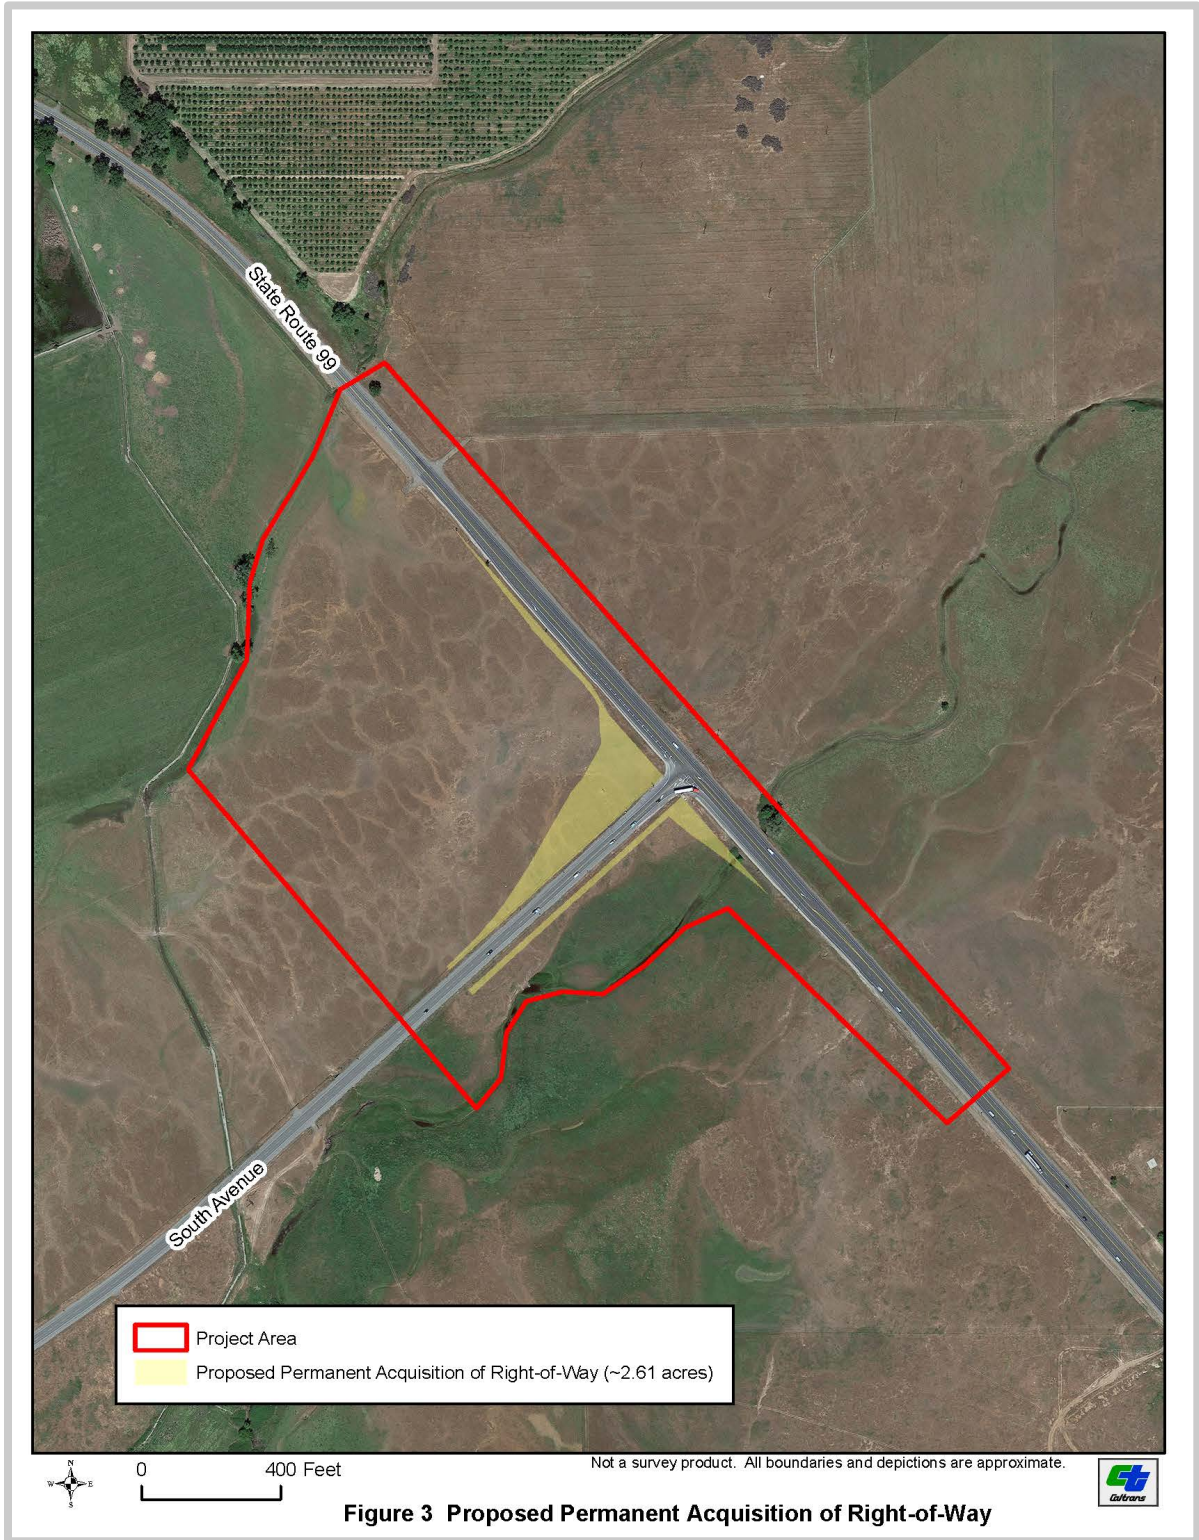 State Route 99
South Avenue
Project Area
Proposed Permanent Acquisition of Right-of-Way (~2.61 acres)
N
W E
S
0 400 Feet
Not a survey product. All boundaries and depictions are approximate.
Figure 3 Proposed Permanent Acquisition of Right-of-Way
Ct
Caltrans